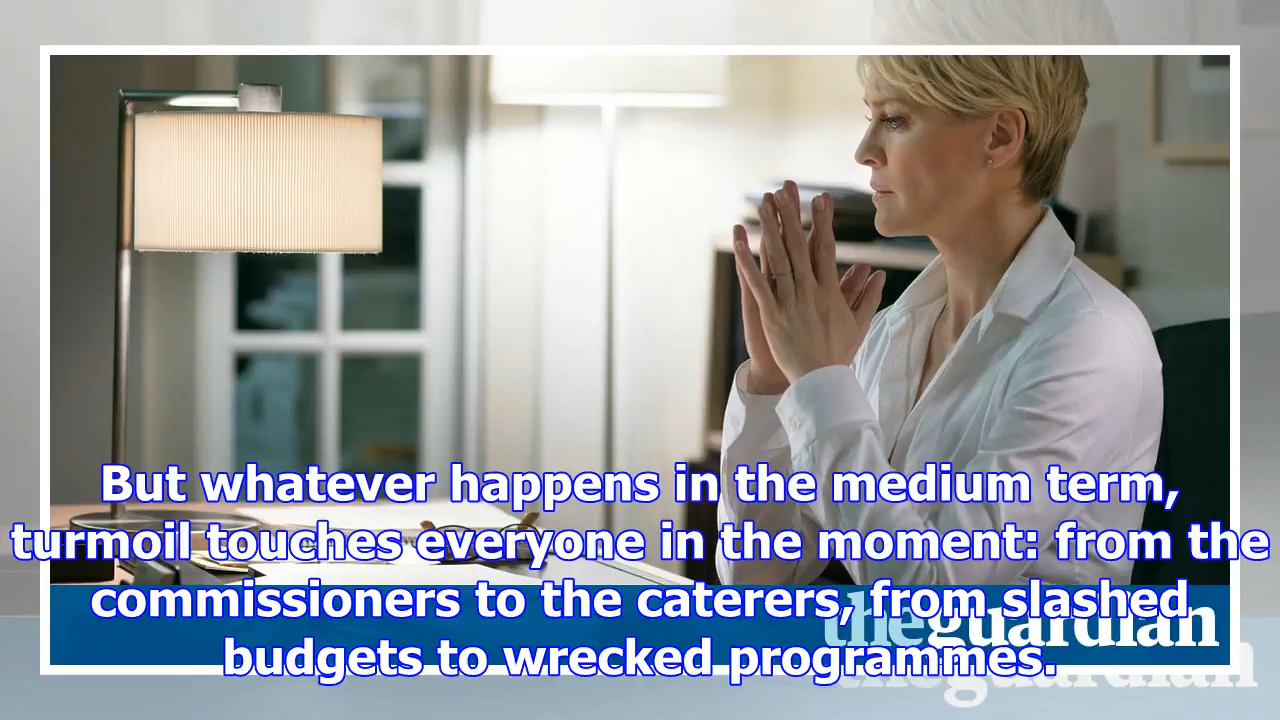 But whatever happens in the medium term,
turmoil touches everyone in the moment: from the
commissioners to the caterers, from slashed
budgets to wrecked programmes.
theguardian
theguardian